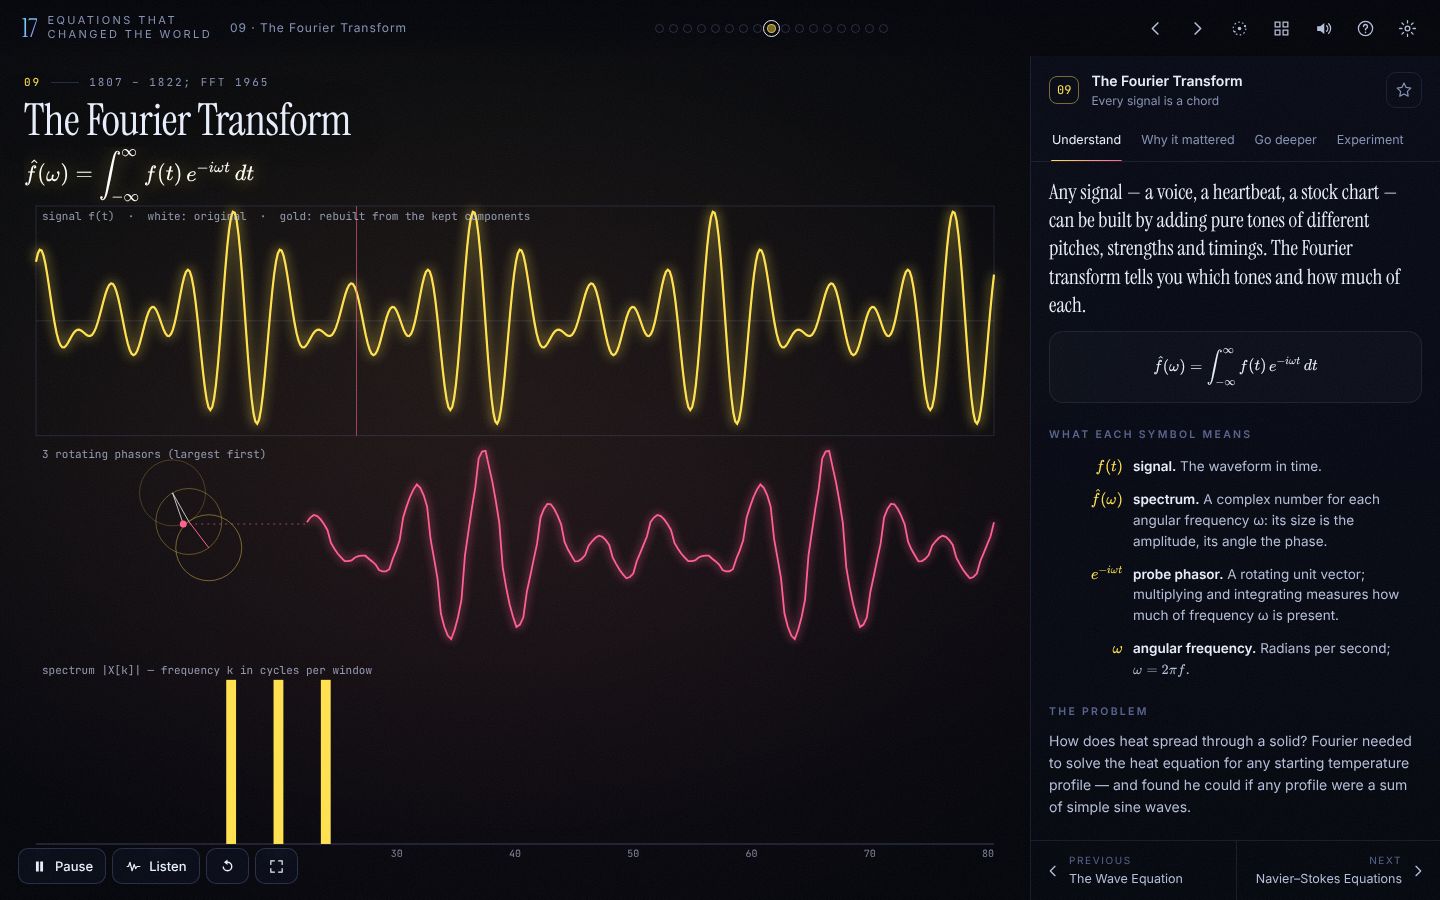 17 EQUATIONS THAT
CHANGED THE WORLD
09 · The Fourier Transform
09 — 1807 – 1822; FFT 1965
The Fourier Transform
f̂(ω) = ∫_{-∞}^{∞} f(t) e^{-iωt} dt
signal f(t) · white: original · gold: rebuilt from the kept components
3 rotating phasors (largest first)
spectrum |X[k]| — frequency k in cycles per window
30 40 50 60 70 80
Pause
Listen
09
The Fourier Transform
Every signal is a chord
Understand Why it mattered Go deeper Experiment
Any signal — a voice, a heartbeat, a stock chart —
can be built by adding pure tones of different
pitches, strengths and timings. The Fourier
transform tells you which tones and how much of
each.
f̂(ω) = ∫_{-∞}^{∞} f(t) e^{-iωt} dt
WHAT EACH SYMBOL MEANS
f(t) signal. The waveform in time.
f̂(ω) spectrum. A complex number for each
angular frequency ω: its size is the
amplitude, its angle the phase.
e^{-iωt} probe phasor. A rotating unit vector;
multiplying and integrating measures how
much of frequency ω is present.
ω angular frequency. Radians per second;
ω = 2πf.
THE PROBLEM
How does heat spread through a solid? Fourier needed
to solve the heat equation for any starting temperature
profile — and found he could if any profile were a sum
of simple sine waves.
PREVIOUS
The Wave Equation
NEXT
Navier–Stokes Equations